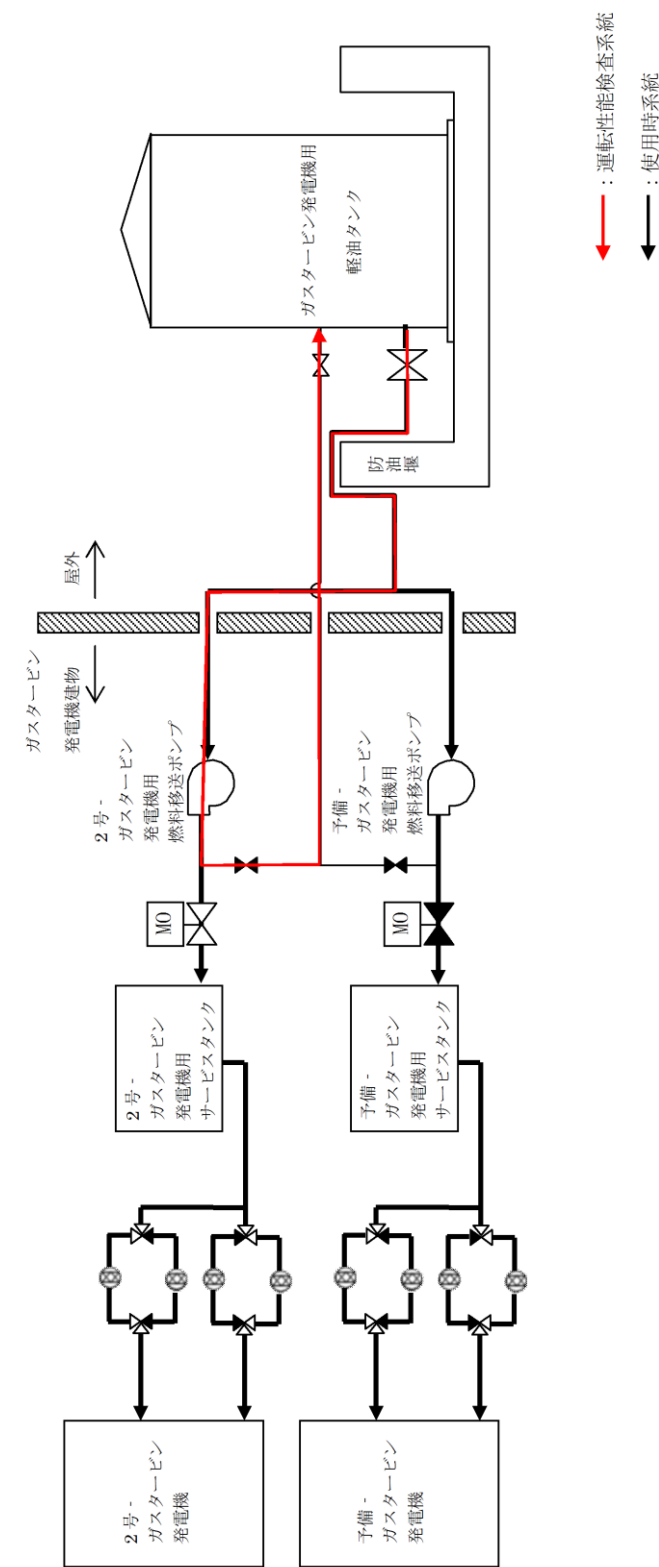 ガスタービン発電機用
軽油タンク
防油堰
屋外
ガスタービン
発電機建物
2号-
ガスタービン
発電機用
燃料移送ポンプ
予備-
ガスタービン
発電機用
燃料移送ポンプ
MO
MO
2号-
ガスタービン
発電機用
サービスタンク
予備-
ガスタービン
発電機用
サービスタンク
2号-
ガスタービン
発電機
予備-
ガスタービン
発電機
:運転性能検査系統
:使用時系統